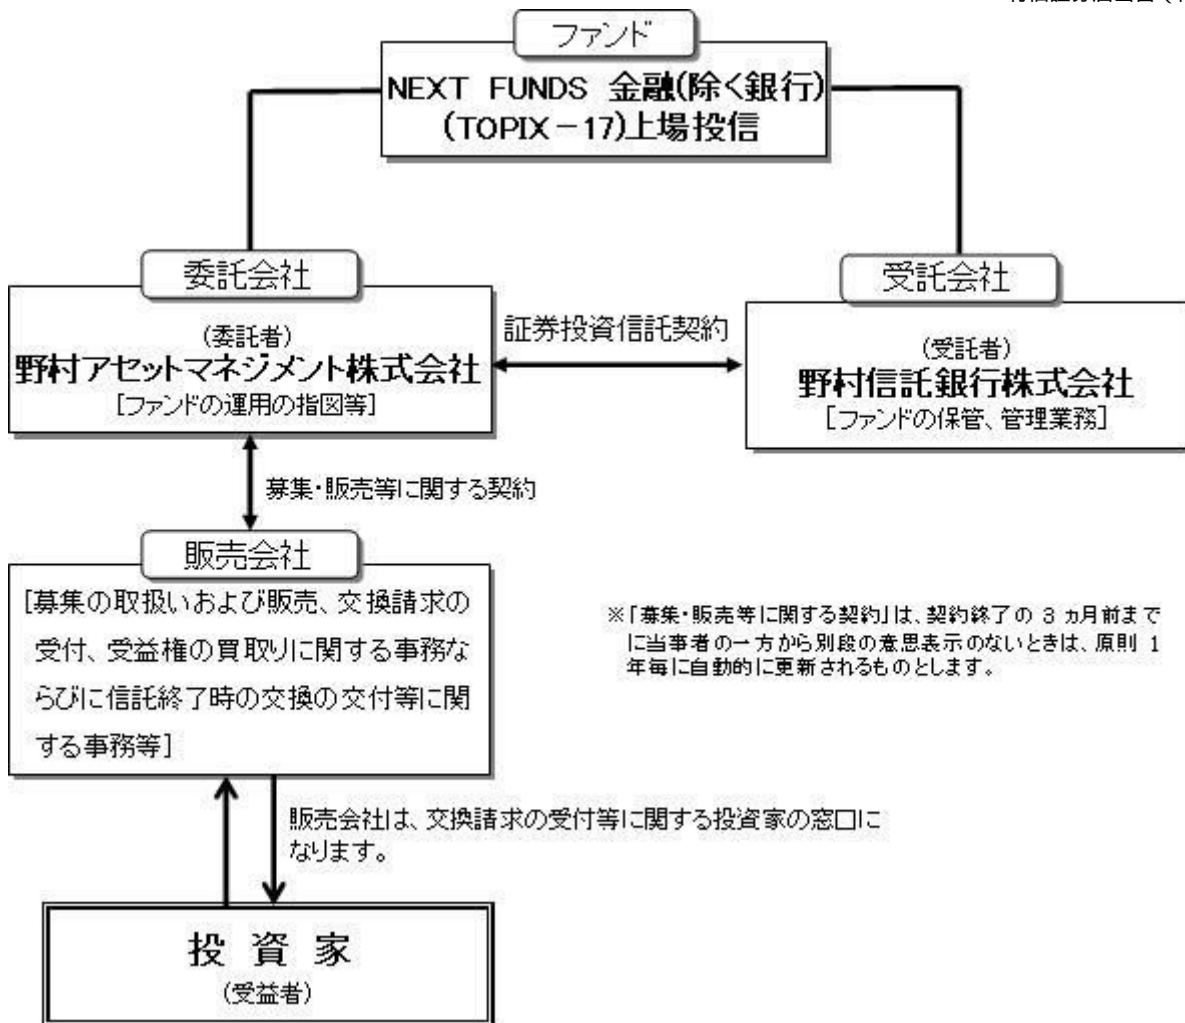 ファンド
NEXT FUNDS 金融(除く銀行)
(TOPIX－17)上場投信
委託会社
(委託者)
野村アセットマネジメント株式会社
[ファンドの運用の指図等]
証券投資信託契約
受託会社
(受託者)
野村信託銀行株式会社
[ファンドの保管、管理業務]
募集・販売等に関する契約
販売会社
[募集の取扱いおよび販売、交換請求の
受付、受益権の買取りに関する事務な
らびに信託終了時の交換の交付等に関
する事務等]
※「募集・販売等に関する契約」は、契約終了の 3 ヵ月前まで
に当事者の一方から別段の意思表示のないときは、原則 1
年毎に自動的に更新されるものとします。
販売会社は、交換請求の受付等に関する投資家の窓口に
なります。
投 資 家
(受益者)